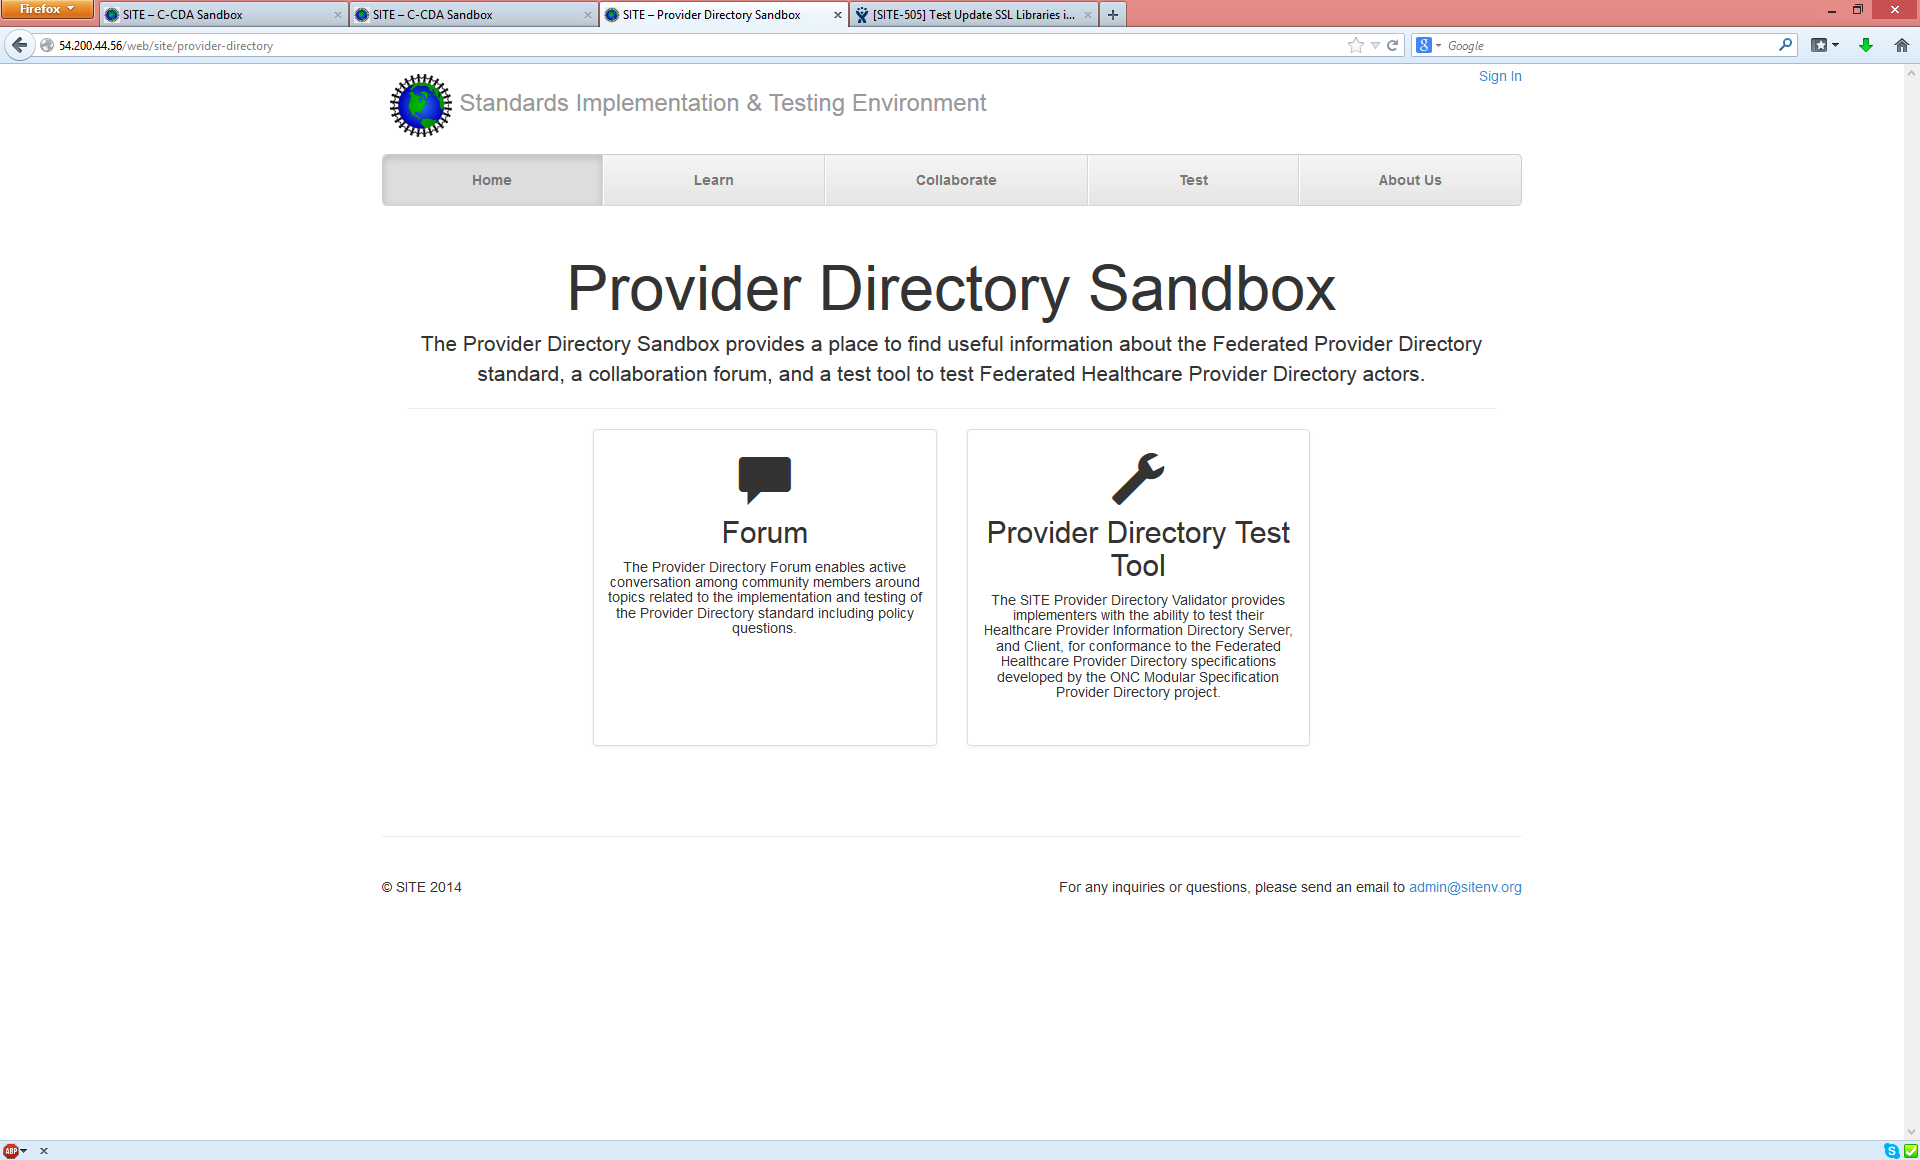 Firefox
SITE – C-CDA Sandbox
SITE – C-CDA Sandbox
SITE – Provider Directory Sandbox
[SITE-505] Test Update SSL Libraries i...
54.200.44.56/web/site/provider-directory
8
Google
Sign In
Standards Implementation & Testing Environment
Home
Learn
Collaborate
Test
About Us
Provider Directory Sandbox
The Provider Directory Sandbox provides a place to find useful information about the Federated Provider Directory
standard, a collaboration forum, and a test tool to test Federated Healthcare Provider Directory actors.
Forum
The Provider Directory Forum enables active
conversation among community members around
topics related to the implementation and testing of
the Provider Directory standard including policy
questions.
Provider Directory Test
Tool
The SITE Provider Directory Validator provides
implementers with the ability to test their
Healthcare Provider Information Directory Server,
and Client, for conformance to the Federated
Healthcare Provider Directory specifications
developed by the ONC Modular Specification
Provider Directory project.
© SITE 2014
For any inquiries or questions, please send an email to admin@sitenv.org
ABP
S